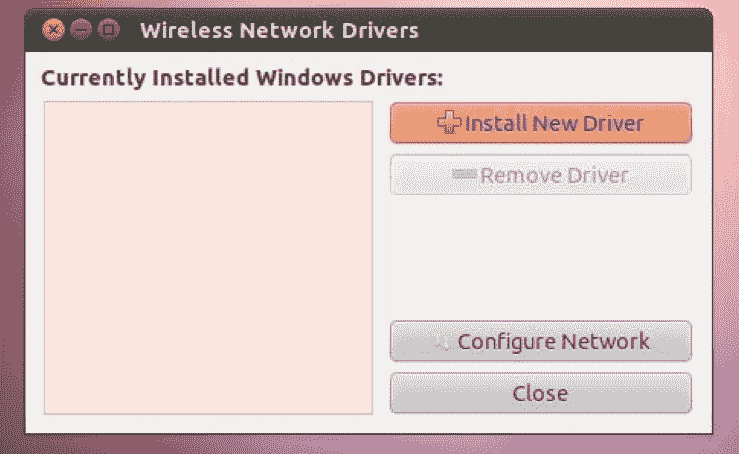 Wireless Network Drivers
Currently Installed Windows Drivers:
Install New Driver
Remove Driver
Configure Network
Close